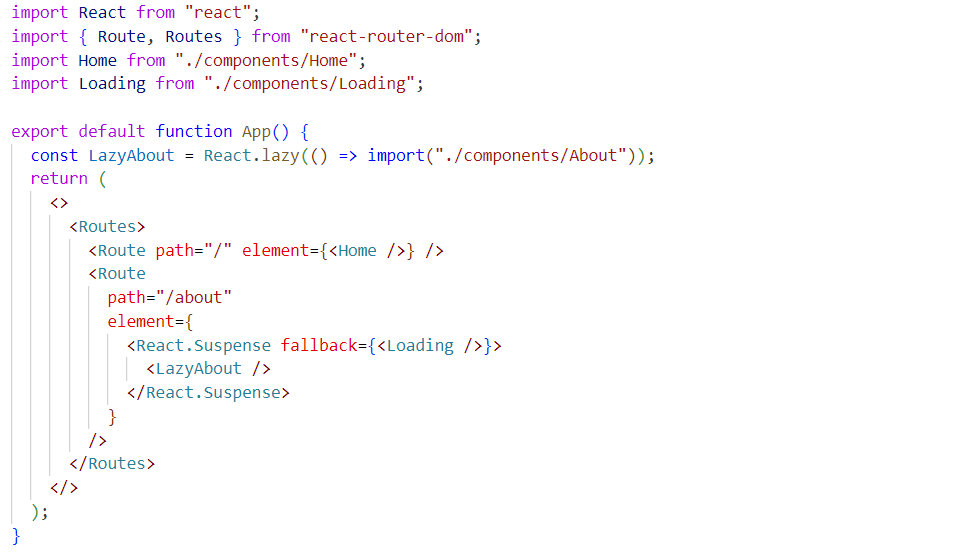 import React from "react";
import { Route, Routes } from "react-router-dom";
import Home from "./components/Home";
import Loading from "./components/Loading";

export default function App() {
  const LazyAbout = React.lazy(() => import("./components/About"));
  return (
    <>
      <Routes>
        <Route path="/" element={<Home />} />
        <Route
          path="/about"
          element={
            <React.Suspense fallback={<Loading />}>
              <LazyAbout />
            </React.Suspense>
          }
        />
      </Routes>
    </>
  );
}